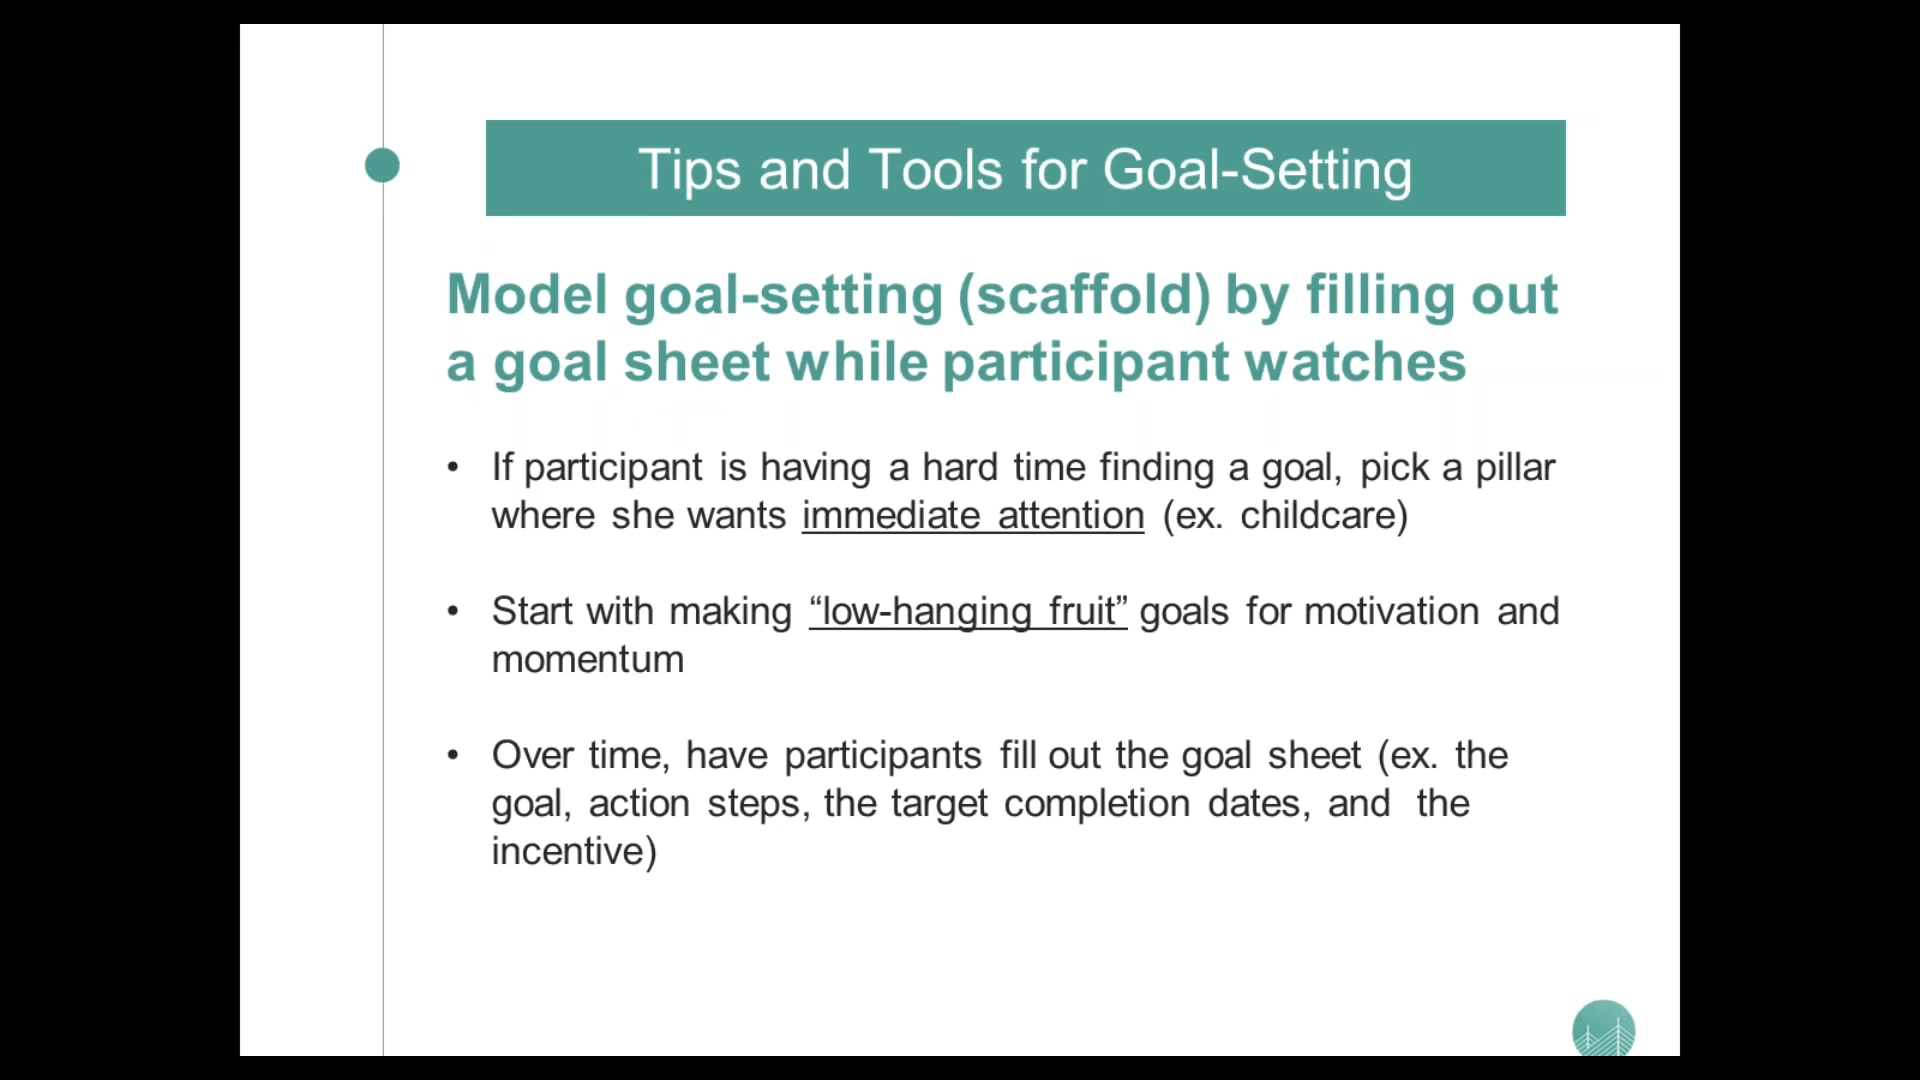 Tips and Tools for Goal-Setting
Model goal-setting (scaffold) by filling out
a goal sheet while participant watches
• If participant is having a hard time finding a goal, pick a pillar
where she wants immediate attention (ex. childcare)
• Start with making “low-hanging fruit” goals for motivation and
momentum
• Over time, have participants fill out the goal sheet (ex. the
goal, action steps, the target completion dates, and the
incentive)